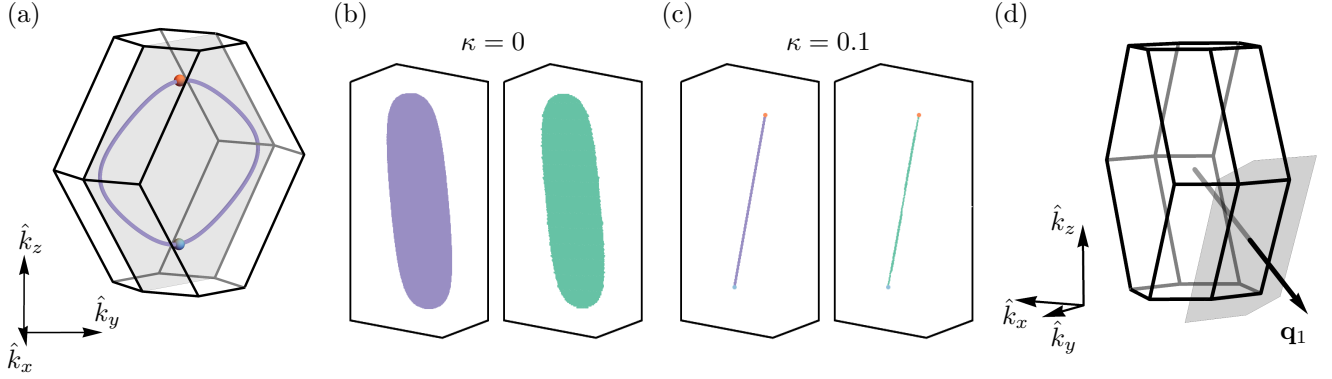 (a)
(b)
(c)
(d)
κ = 0
κ = 0.1
k̂z
k̂y
k̂x
k̂z
k̂x
k̂y
q1